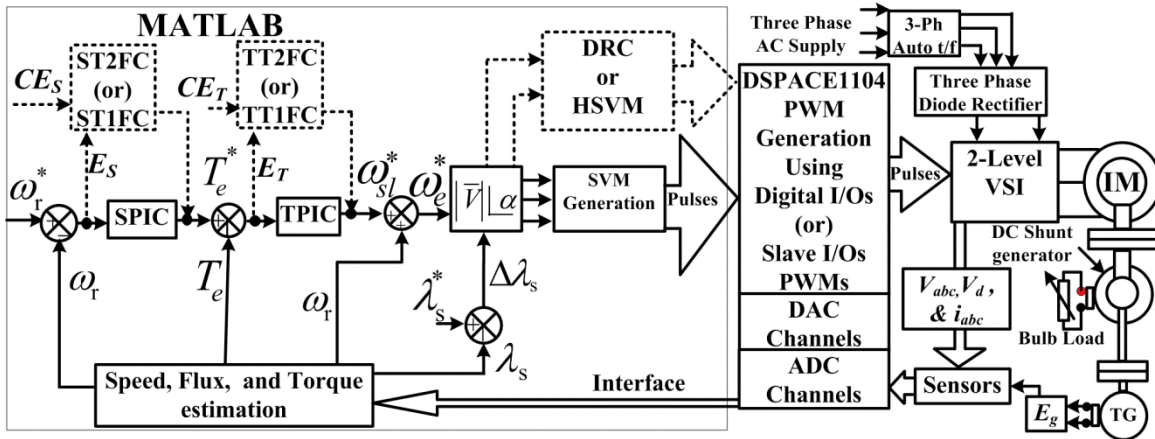 MATLAB
CE_S
ST2FC
(or)
ST1FC
E_S
CE_T
TT2FC
(or)
TT1FC
E_T
DRC
or
HSVM
ω_r^*
SPIC
T_e^*
TPIC
ω_sl^*
ω_e^*
|V̄|∠α
SVM
Generation
Pulses
ω_r
T_e
ω_r
λ_s^*
Δλ_s
λ_s
Speed, Flux, and Torque
estimation
Interface
Three Phase
AC Supply
3-Ph
Auto t/f
Three Phase
Diode Rectifier
DSPACE1104
PWM
Generation
Using
Digital I/Os
(or)
Slave I/Os
PWMs
DAC
Channels
ADC
Channels
Pulses
2-Level
VSI
IM
DC Shunt
generator
V_abc,V_d ,
& i_abc
Bulb Load
Sensors
E_g
TG